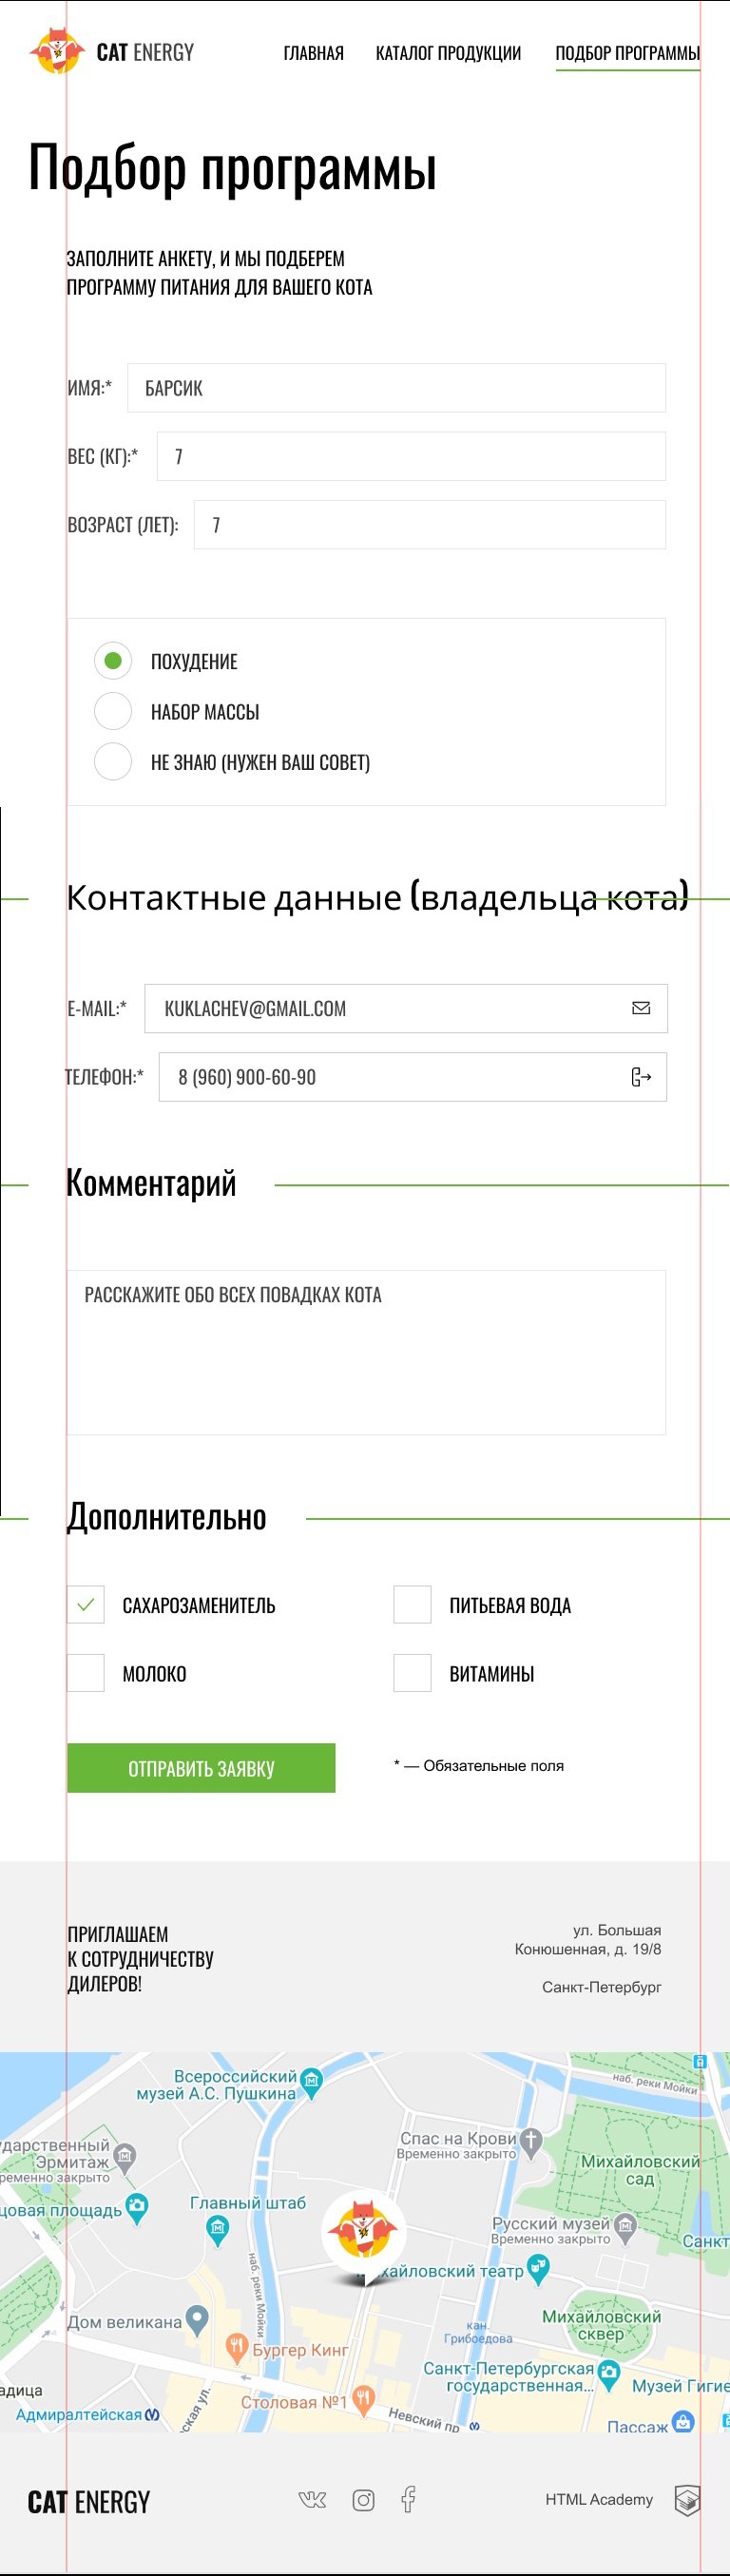 CAT ENERGY
ГЛАВНАЯ
КАТАЛОГ ПРОДУКЦИИ
ПОДБОР ПРОГРАММЫ
Подбор программы
ЗАПОЛНИТЕ АНКЕТУ, И МЫ ПОДБЕРЕМ
ПРОГРАММУ ПИТАНИЯ ДЛЯ ВАШЕГО КОТА
ИМЯ:*
БАРСИК
ВЕС (КГ):*
7
ВОЗРАСТ (ЛЕТ):
7
ПОХУДЕНИЕ
НАБОР МАССЫ
НЕ ЗНАЮ (НУЖЕН ВАШ СОВЕТ)
Контактные данные (владельца кота)
E-MAIL:*
KUKLACHEV@GMAIL.COM
ТЕЛЕФОН:*
8 (960) 900-60-90
Комментарий
РАССКАЖИТЕ ОБО ВСЕХ ПОВАДКАХ КОТА
Дополнительно
САХАРОЗАМЕНИТЕЛЬ
ПИТЬЕВАЯ ВОДА
МОЛОКО
ВИТАМИНЫ
ОТПРАВИТЬ ЗАЯВКУ
* — Обязательные поля
ПРИГЛАШАЕМ
К СОТРУДНИЧЕСТВУ
ДИЛЕРОВ!
ул. Большая
Конюшенная, д. 19/8
Санкт-Петербург
Всероссийский
музей А.С. Пушкина
наб. реки Мойки
Спас на Крови
Временно закрыто
ударственный
Эрмитаж
ременно закрыто
Михайловский
сад
цовая площадь
Главный штаб
Русский музей
Временно закрыто
Санкт
хайловский театр
наб. реки Мойки
Дом великана
Михайловский
сквер
кан.
Грибоедова
Бургер Кинг
Санкт-Петербургская
государственная...
Музей Гигие
адица
Столовая №1
Адмиралтейская
ская ул.
Невский пр
Пассаж
CAT ENERGY
HTML Academy